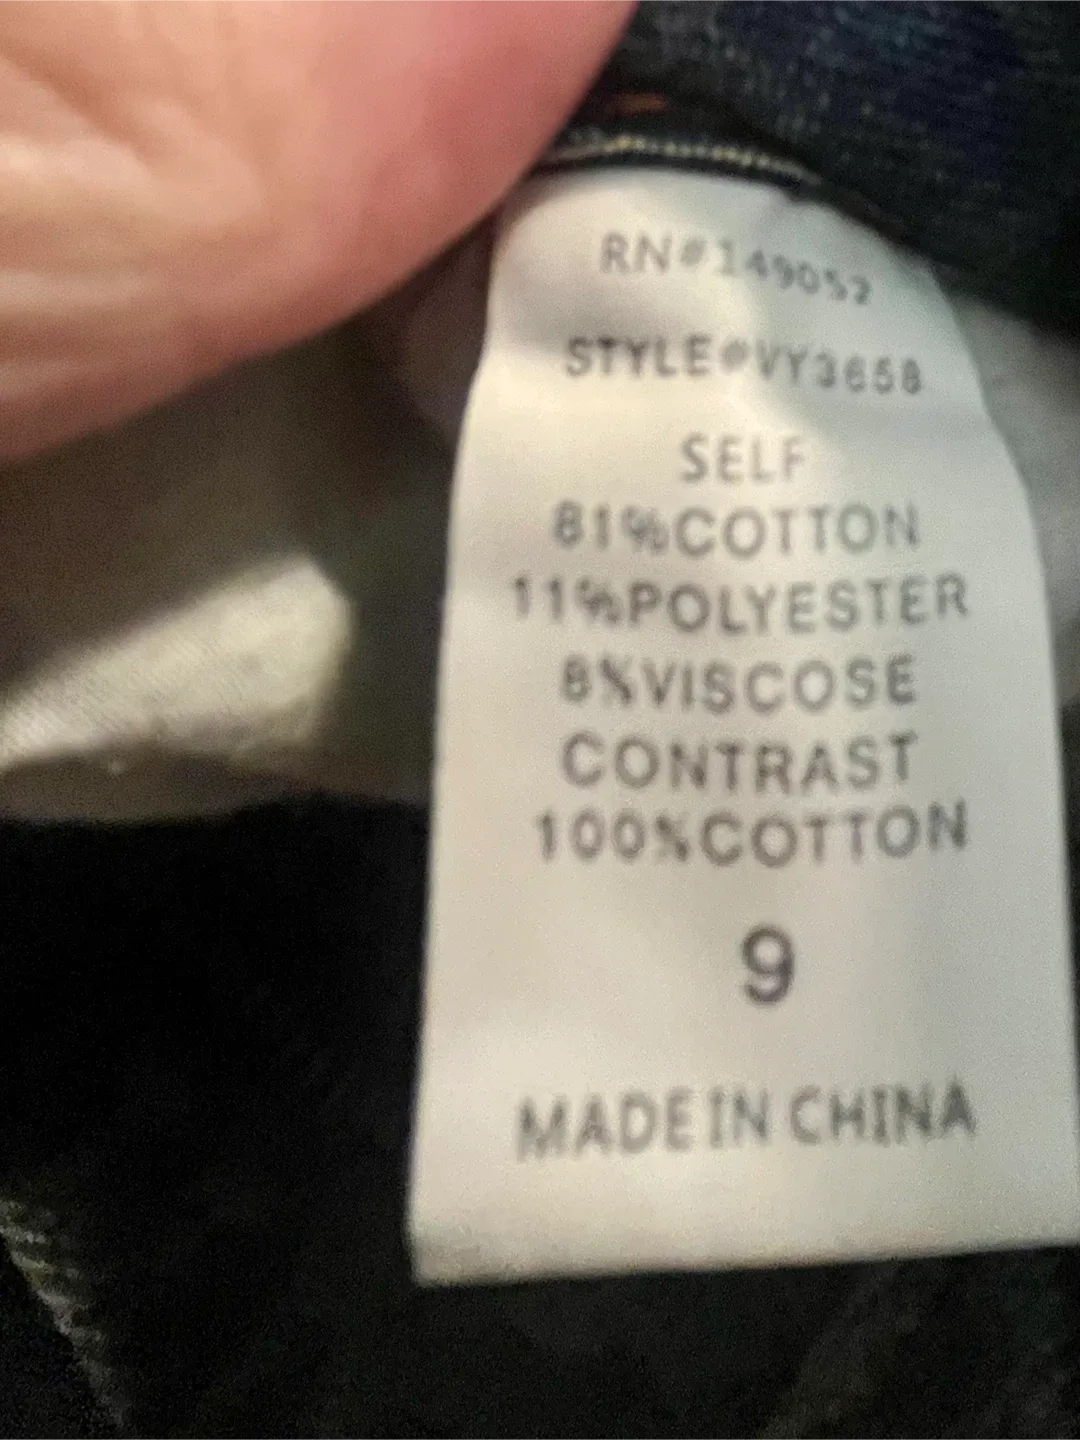 RN#149052
STYLE#VY3658
SELF
81%COTTON
11%POLYESTER
8%VISCOSE
CONTRAST
100%COTTON
9
MADE IN CHINA